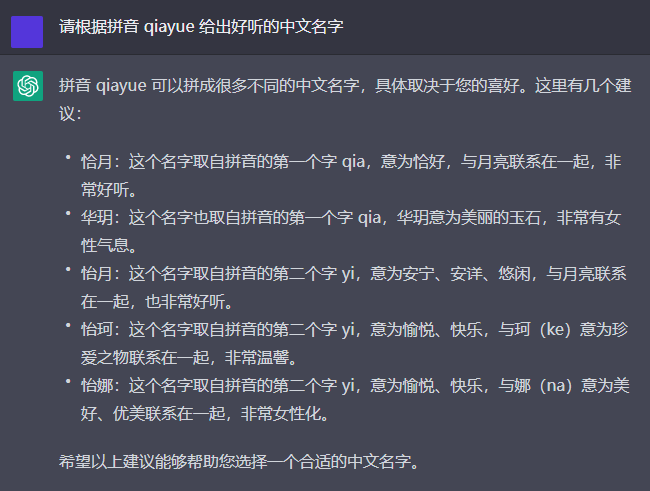 请根据拼音 qiayue 给出好听的中文名字
拼音 qiayue 可以拼成很多不同的中文名字，具体取决于您的喜好。这里有几个建
议：
• 恰月：这个名字取自拼音的第一个字 qia，意为恰好，与月亮联系在一起，非
常好听。
• 华玥：这个名字也取自拼音的第一个字 qia，华玥意为美丽的玉石，非常有女
性气息。
• 怡月：这个名字取自拼音的第二个字 yi，意为安宁、安详、悠闲，与月亮联系
在一起，也非常好听。
• 怡珂：这个名字取自拼音的第二个字 yi，意为愉悦、快乐，与珂（ke）意为珍
爱之物联系在一起，非常温馨。
• 怡娜：这个名字取自拼音的第二个字 yi，意为愉悦、快乐，与娜（na）意为美
好、优美联系在一起，非常女性化。
希望以上建议能够帮助您选择一个合适的中文名字。